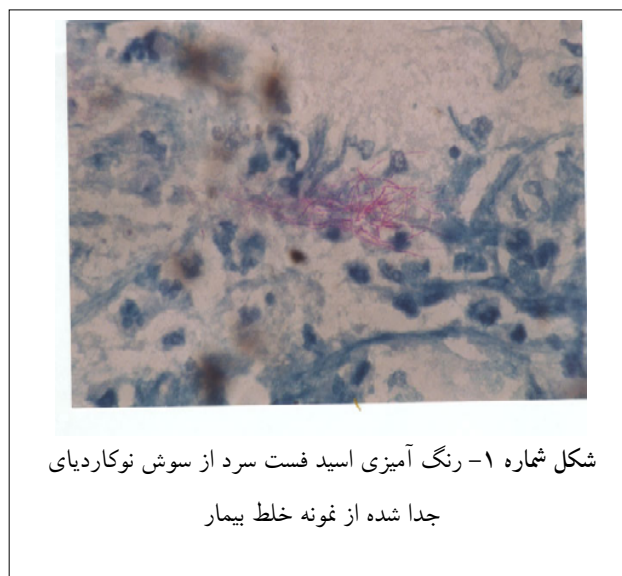 شکل شماره ۱- رنگ آمیزی اسید فست سرد از سوش نوکاردیای
جدا شده از نمونه خلط بیمار